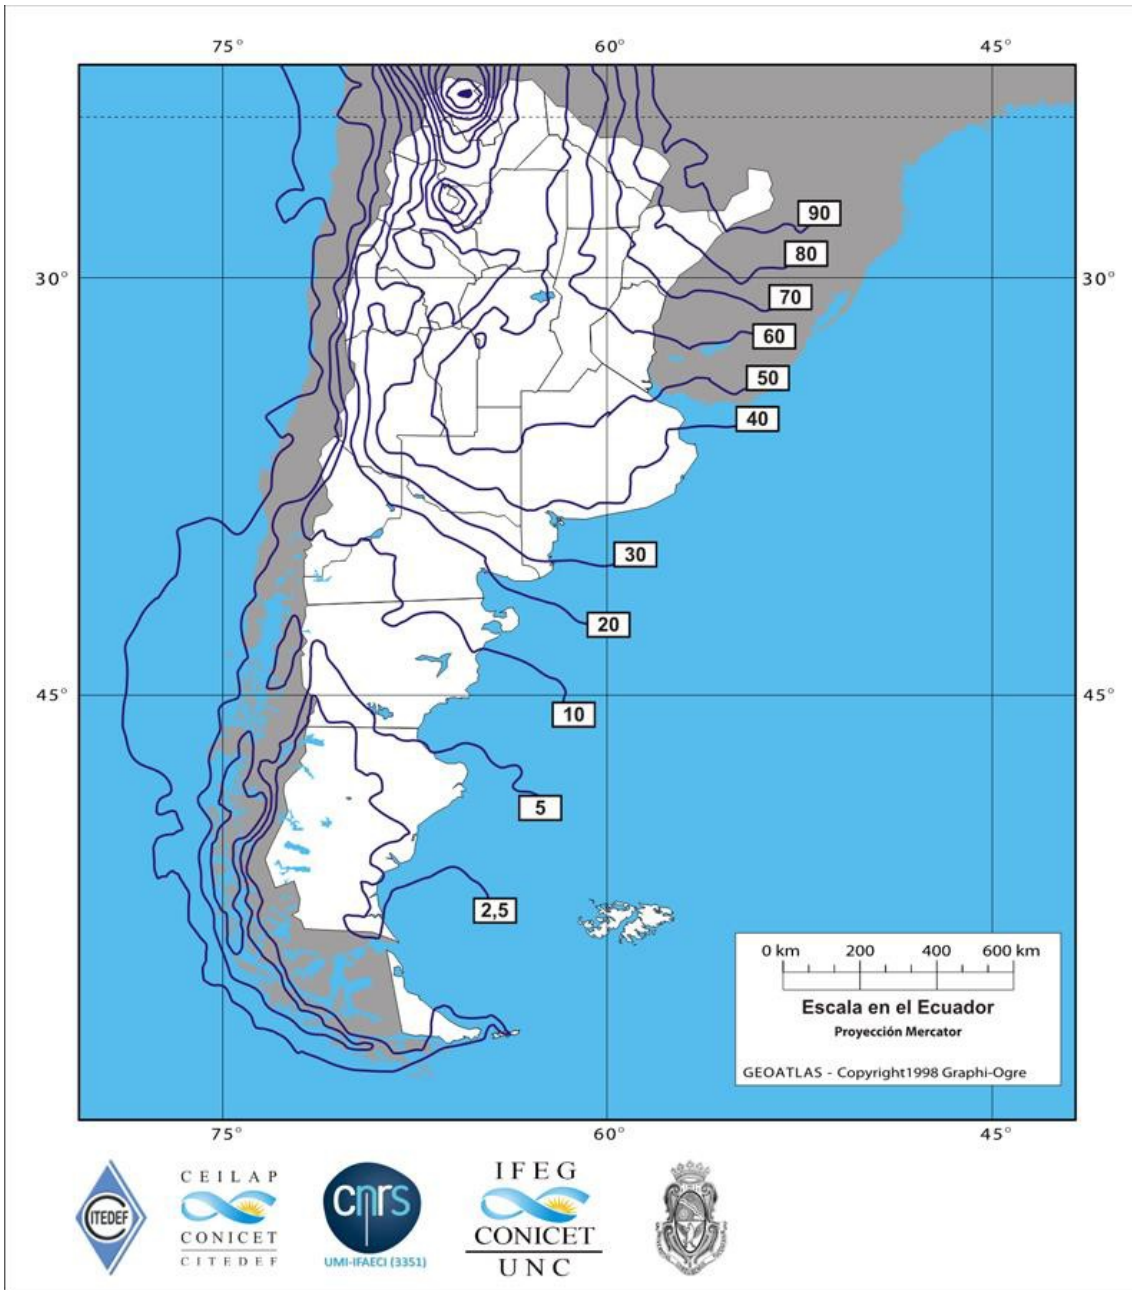 75°
60°
45°
90
80
30°
30°
70
60
50
40
30
20
45°
45°
10
5
2,5
0 km 200 400 600 km
Escala en el Ecuador
Proyección Mercator
GEOATLAS - Copyright1998 Graphi-Ogre
75°
60°
45°
CITEDEF
CEILAP
CONICET
CITEDEF
cnrs
UMI-IFAECI (3351)
IFEG
CONICET
UNC